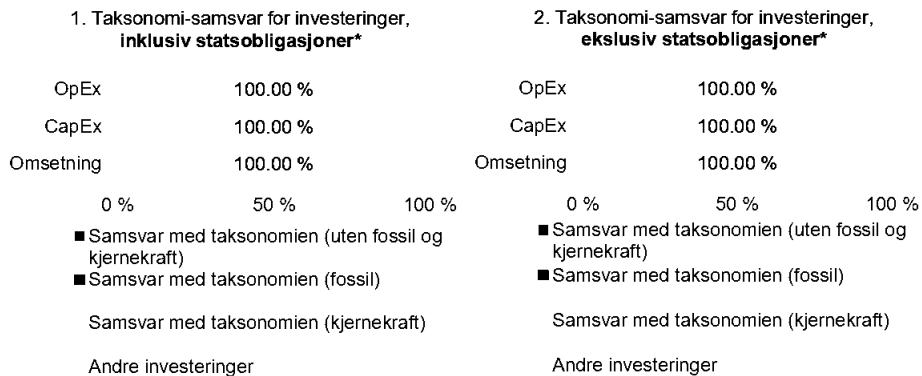 1. Taksonomi-samsvar for investeringer,
inklusiv statsobligasjoner*
OpEx 100.00 %
CapEx 100.00 %
Omsetning 100.00 %
0 % 50 % 100 %
Samsvar med taksonomien (uten fossil og
kjernekraft)
Samsvar med taksonomien (fossil)
Samsvar med taksonomien (kjernekraft)
Andre investeringer
2. Taksonomi-samsvar for investeringer,
ekslusiv statsobligasjoner*
OpEx 100.00 %
CapEx 100.00 %
Omsetning 100.00 %
0 % 50 % 100 %
Samsvar med taksonomien (uten fossil og
kjernekraft)
Samsvar med taksonomien (fossil)
Samsvar med taksonomien (kjernekraft)
Andre investeringer